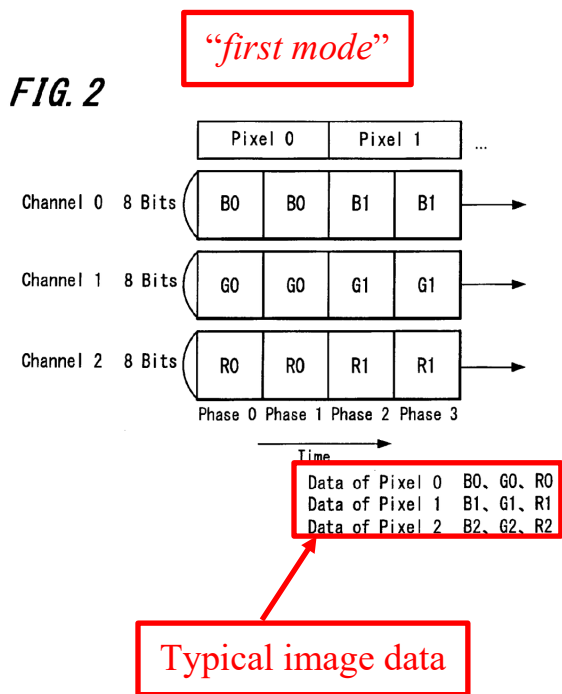 “first mode”
FIG. 2
Pixel 0 Pixel 1 ...
Channel 0 8 Bits B0 B0 B1 B1
Channel 1 8 Bits G0 G0 G1 G1
Channel 2 8 Bits R0 R0 R1 R1
Phase 0 Phase 1 Phase 2 Phase 3
Time
Data of Pixel 0 B0、G0、R0
Data of Pixel 1 B1、G1、R1
Data of Pixel 2 B2、G2、R2
Typical image data